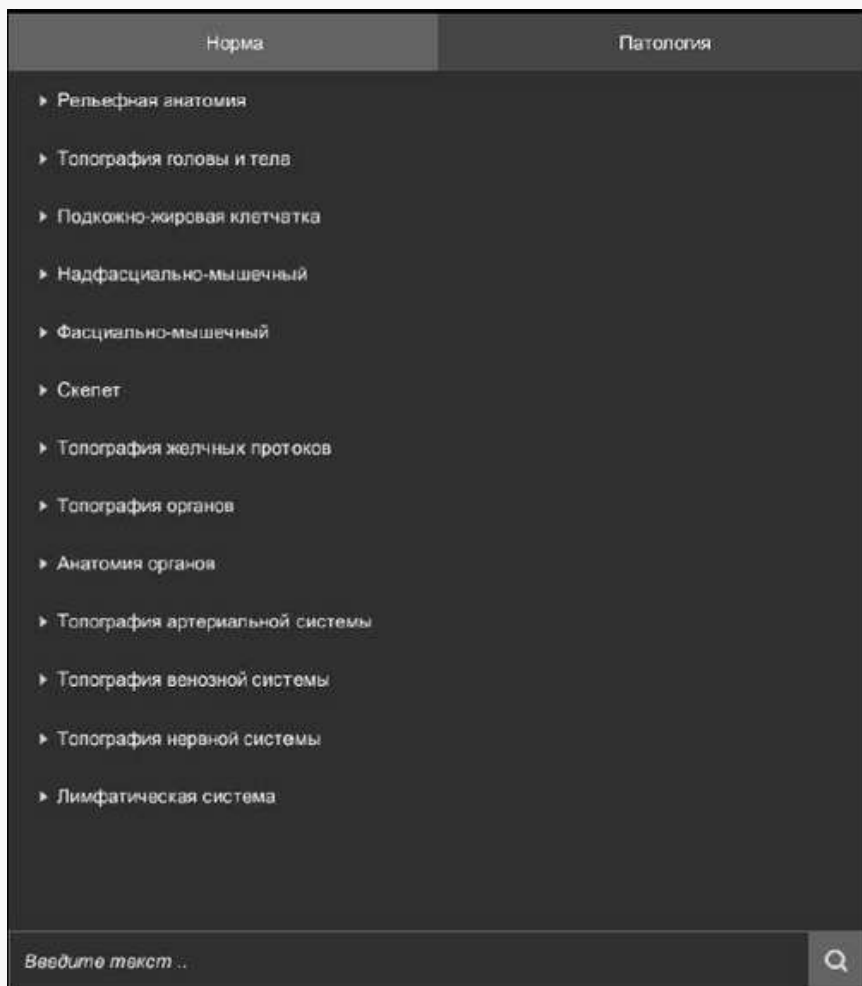 Норма
Патология
Рельефная анатомия
Топография головы и тела
Подкожно-жировая клетчатка
Надфасциально-мышечный
Фасциально-мышечный
Скелет
Топография желчных протоков
Топография органов
Анатомия органов
Топография артериальной системы
Топография венозной системы
Топография нервной системы
Лимфатическая система
Введите текст ..